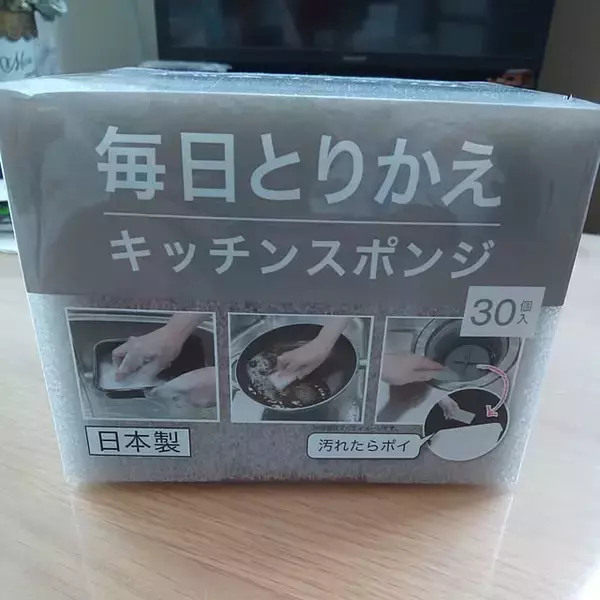 毎日とりかえ
キッチンスポンジ
30個入
日本製
汚れたらポイ